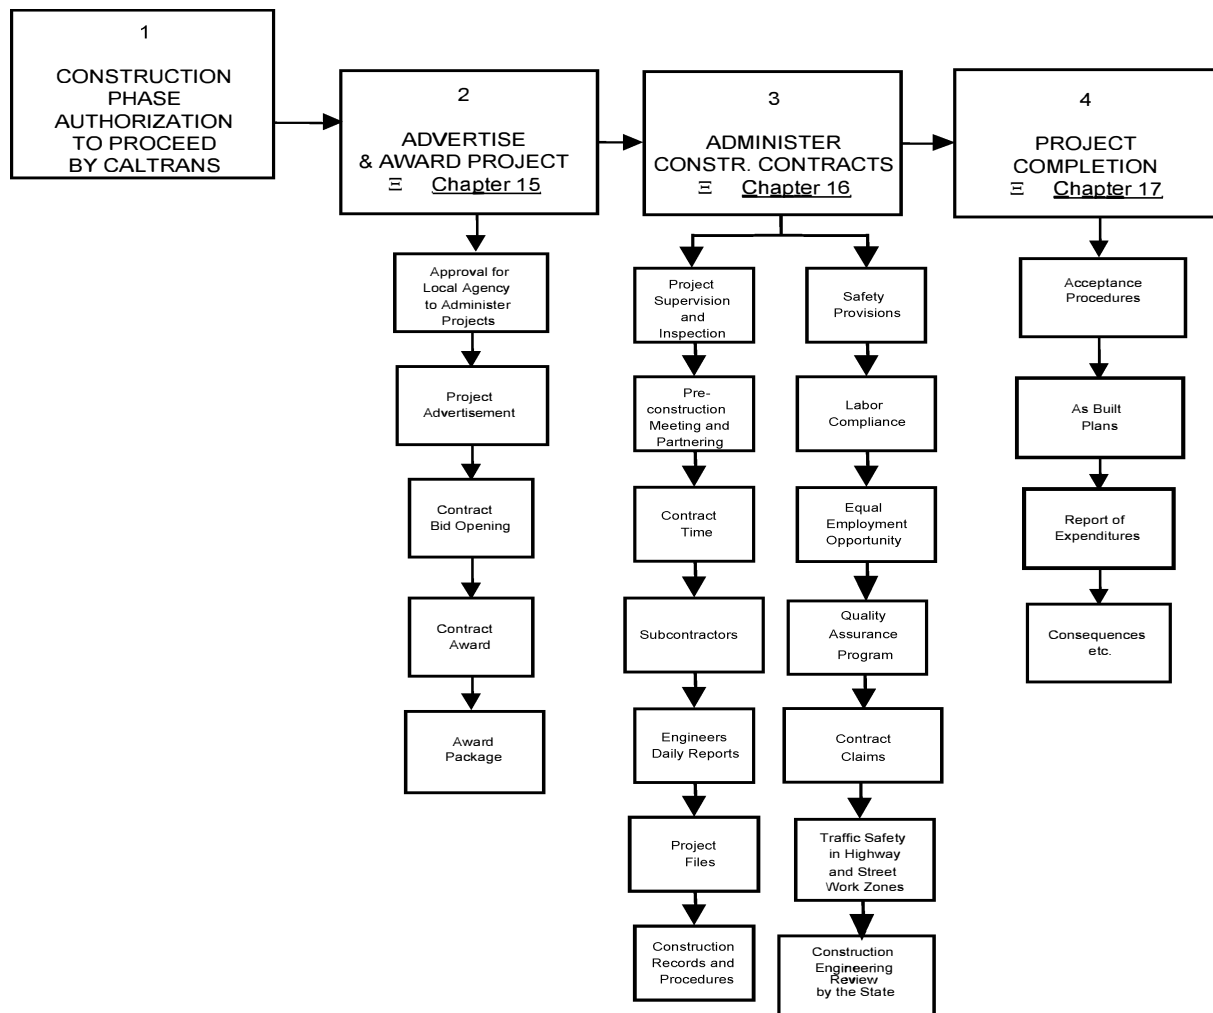 1
CONSTRUCTION
PHASE
AUTHORIZATION
TO PROCEED
BY CALTRANS
2
ADVERTISE
& AWARD PROJECT
Ξ Chapter 15
3
ADMINISTER
CONSTR. CONTRACTS
Ξ Chapter 16
4
PROJECT
COMPLETION
Ξ Chapter 17
Approval for
Local Agency
to Administer
Projects
Project
Advertisement
Contract
Bid Opening
Contract
Award
Award
Package
Project
Supervision
and
Inspection
Pre-
construction
Meeting and
Partnering
Contract
Time
Subcontractors
Engineers
Daily Reports
Project
Files
Construction
Records and
Procedures
Safety
Provisions
Labor
Compliance
Equal
Employment
Opportunity
Quality
Assurance
Program
Contract
Claims
Traffic Safety
in Highway
and Street
Work Zones
Construction
Engineering
Review
by the State
Acceptance
Procedures
As Built
Plans
Report of
Expenditures
Consequences
etc.